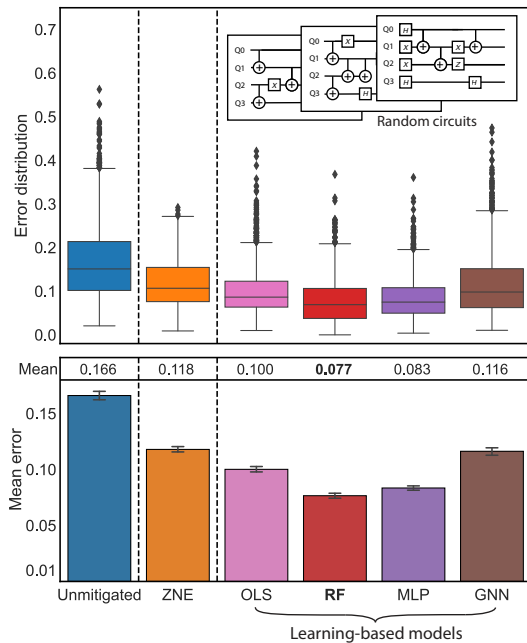 0.7
0.6
0.5
0.4
0.3
0.2
0.1
0.0
Error distribution
Q0
Q1
Q2
Q3
X
Q0
Q1
Q2
Q3
X
H
Q0
Q1
Q2
Q3
H
X
X
X
Z
H
H
Random circuits
Mean 0.166 0.118 0.100 0.077 0.083 0.116
0.15
0.10
0.05
0.01
Mean error
Unmitigated ZNE OLS RF MLP GNN
Learning-based models